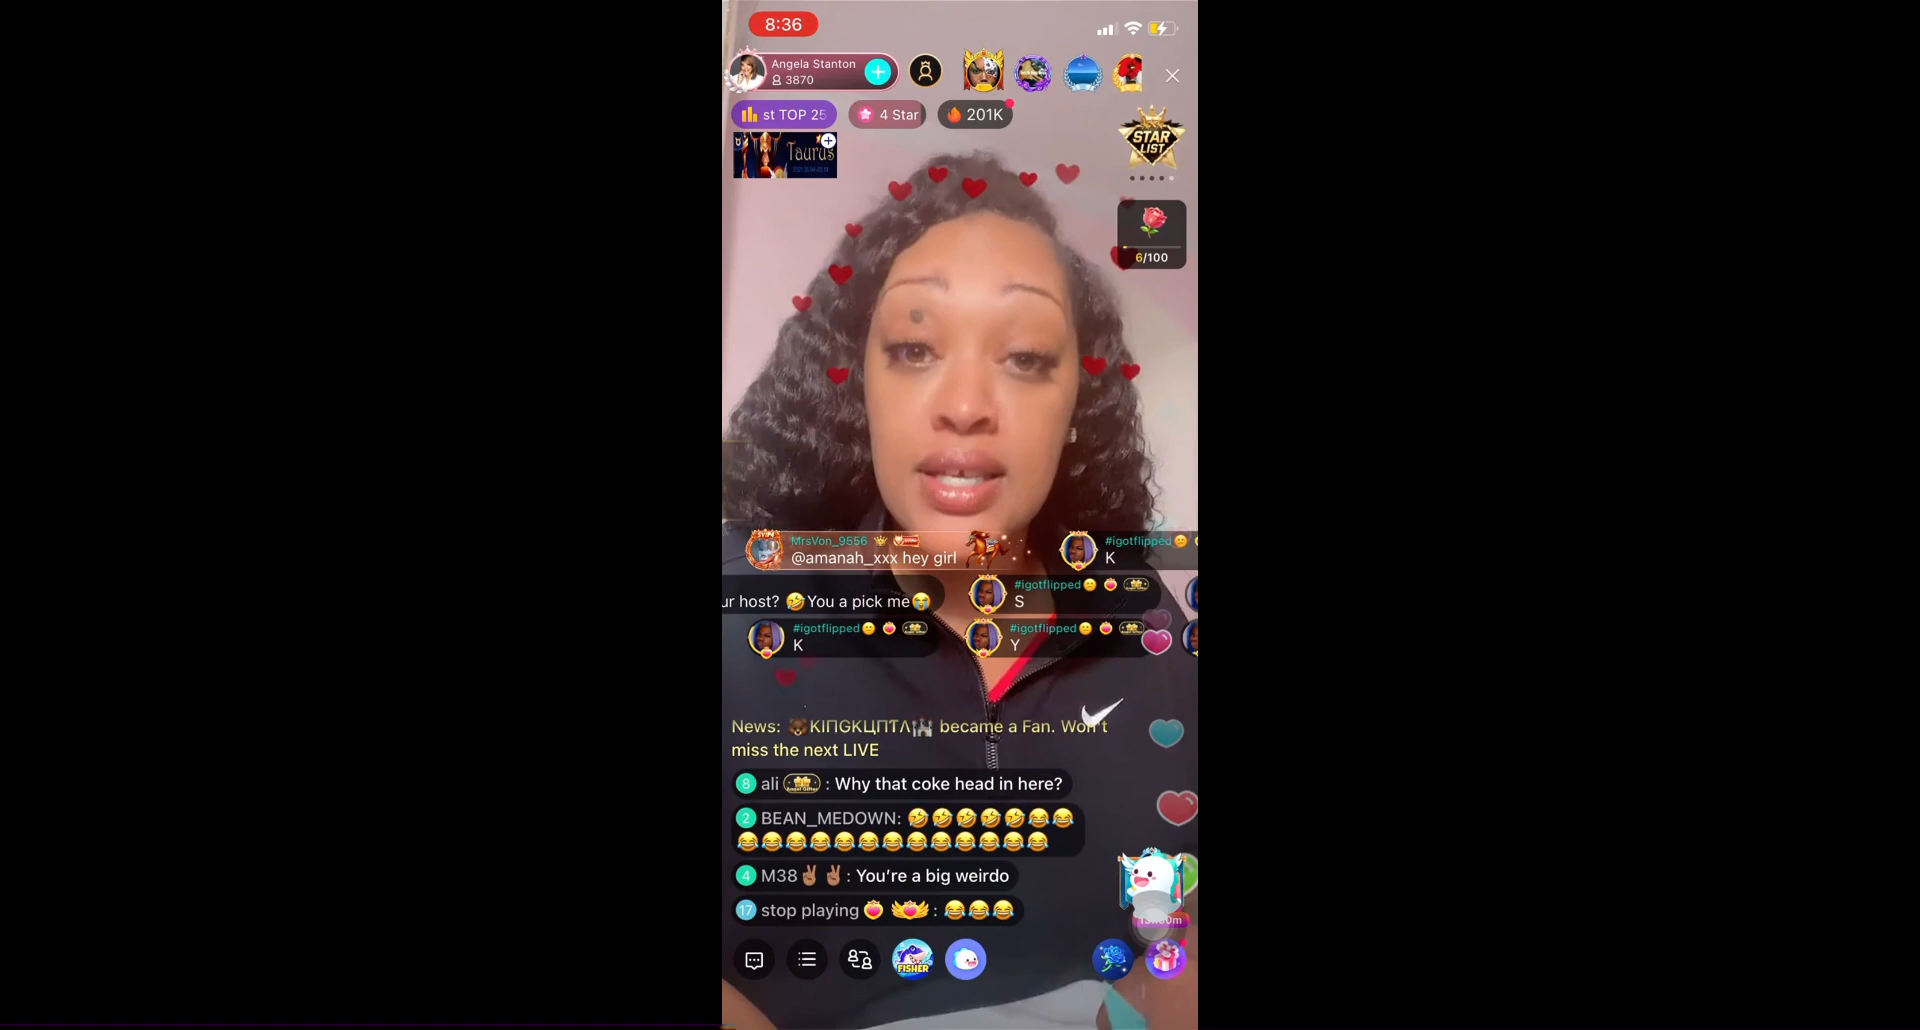 8:36
Angela Stanton
3870
st TOP 25
4 Star
201K
STAR
LIST
Taurus
6/100
MrsVon_9556
@amanah_xxx hey girl
#igotflipped😕
K
ur host? 🤣You a pick me😭
#igotflipped😕
S
#igotflipped😕
K
#igotflipped😕
Y
News: 🐻KIПGKЦПTΛ🏰 became a Fan. Won't
miss the next LIVE
8 ali Angel Gifter : Why that coke head in here?
2 BEAN_MEDOWN: 🤣🤣🤣🤣🤣😂😂
😂😂😂😂😂😂😂😂😂😂😂😂😂
4 M38✌🏽✌🏽: You’re a big weirdo
17 stop playing : 😂😂😂
FISHER